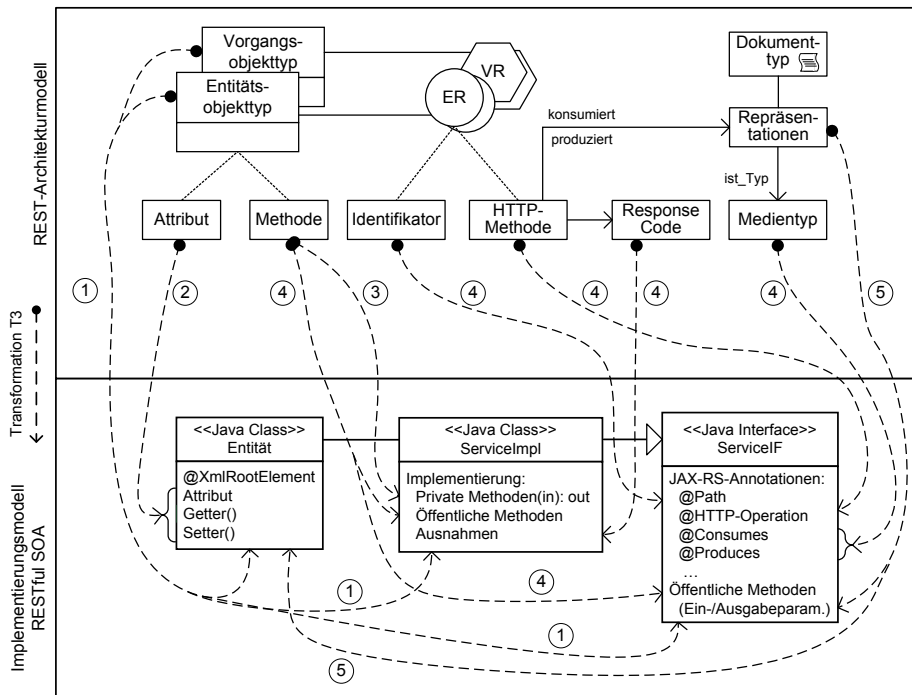 REST-Architekturmodell
Vorgangs-
objekttyp
Entitäts-
objekttyp
VR
ER
Dokument-
typ
konsumiert
produziert
Repräsen-
tationen
ist_Typ
Attribut
Methode
Identifikator
HTTP-
Methode
Response
Code
Medientyp
1
2
4
3
4
4
4
4
5
Transformation T3
Implementierungsmodell
RESTful SOA
<<Java Class>>
Entität
@XmlRootElement
Attribut
Getter()
Setter()
<<Java Class>>
ServiceImpl
Implementierung:
Private Methoden(in): out
Öffentliche Methoden
Ausnahmen
<<Java Interface>>
ServiceIF
JAX-RS-Annotationen:
@Path
@HTTP-Operation
@Consumes
@Produces
...
Öffentliche Methoden
(Ein-/Ausgabeparam.)
1
4
1
5